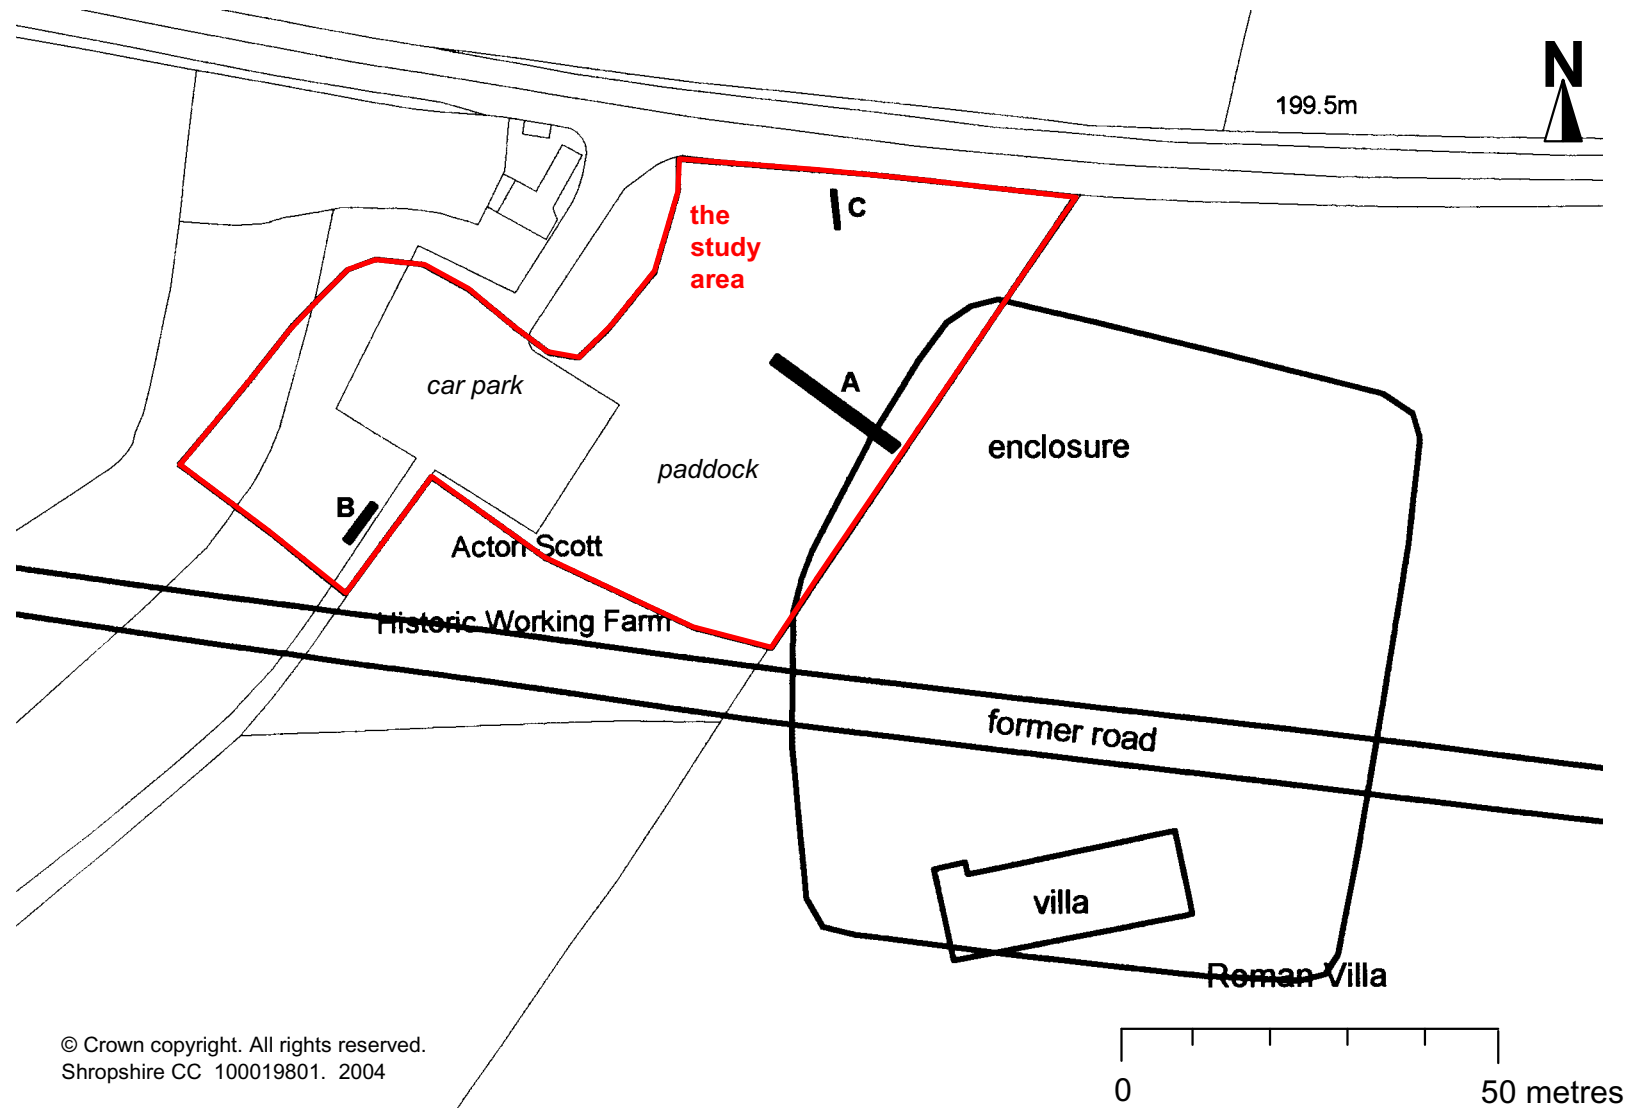 N
199.5m
the
study
area
C
A
car park
enclosure
paddock
B
Acton Scott
Historic Working Farm
former road
villa
Roman Villa
© Crown copyright. All rights reserved.
Shropshire CC 100019801. 2004
0
50 metres